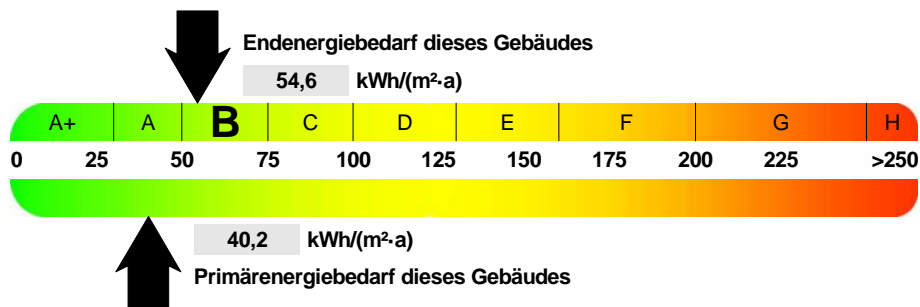 Endenergiebedarf dieses Gebäudes
54,6 kWh/(m²·a)
A+ A B C D E F G H
0 25 50 75 100 125 150 175 200 225 >250
40,2 kWh/(m²·a)
Primärenergiebedarf dieses Gebäudes